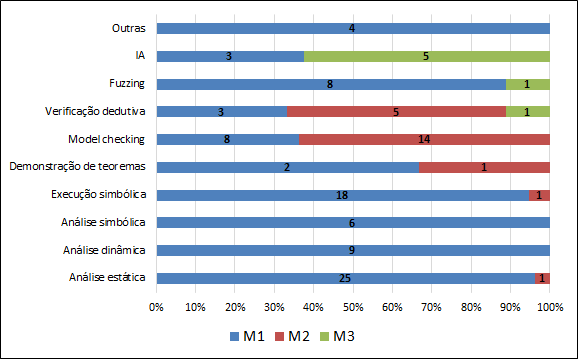 Outras 4
IA 3 5
Fuzzing 8 1
Verificação dedutiva 3 5 1
Model checking 8 14
Demonstração de teoremas 2 1
Execução simbólica 18 1
Análise simbólica 6
Análise dinâmica 9
Análise estática 25 1
0% 10% 20% 30% 40% 50% 60% 70% 80% 90% 100%
M1 M2 M3